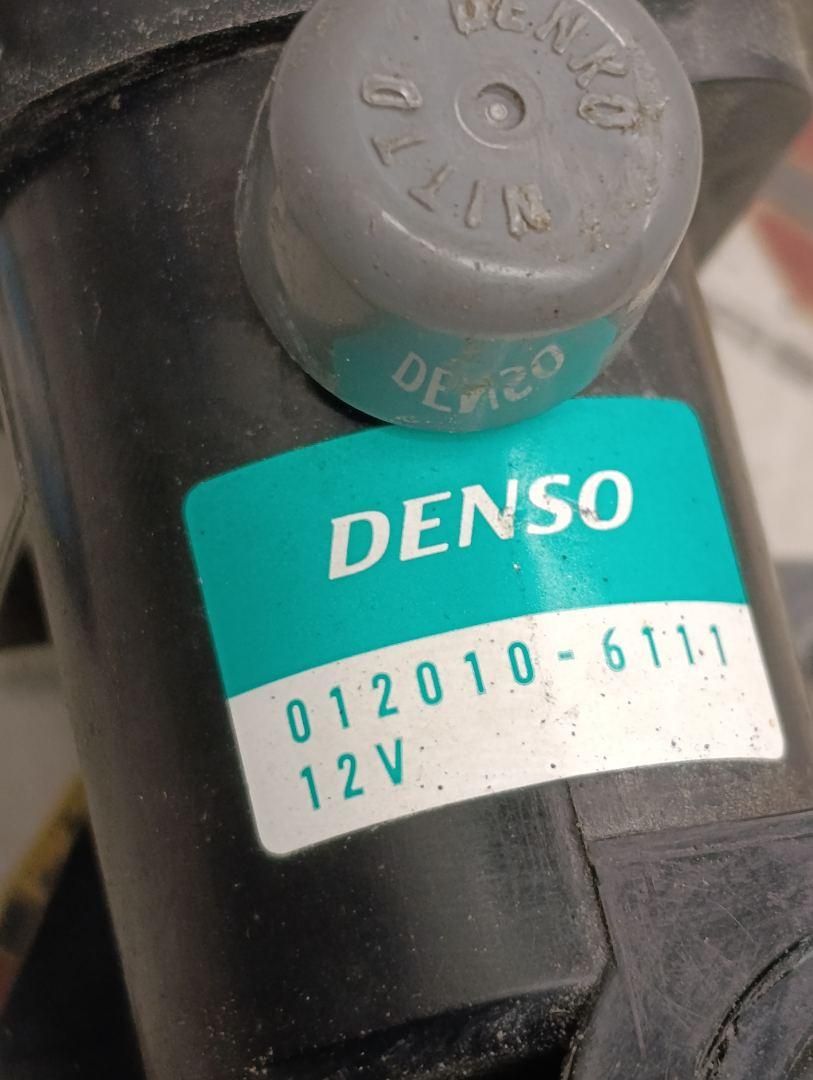 NITTO DENKO
DENSO
DENSO
012010-6111
12V